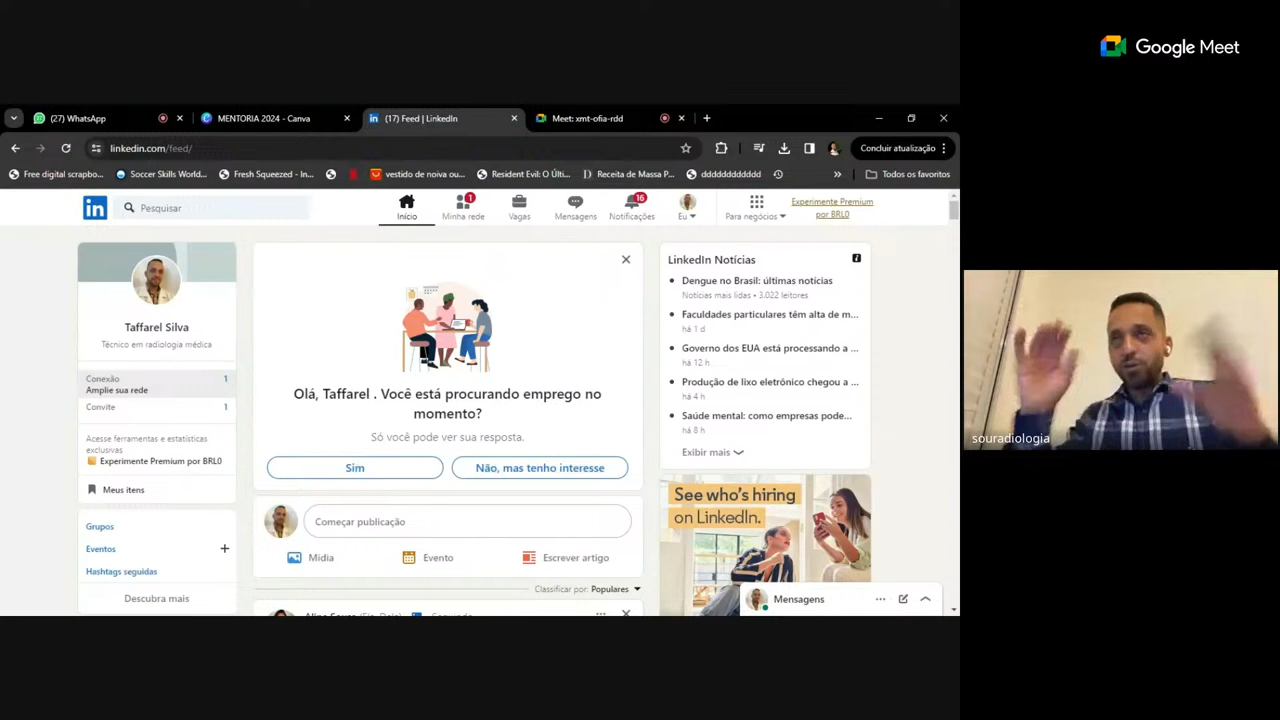 Google Meet
(27) WhatsApp
MENTORIA 2024 - Canva
(17) Feed | LinkedIn
Meet: xmt-ofia-rdd
linkedin.com/feed/
Concluir atualização
Free digital scrapbo...
Soccer Skills World...
Fresh Squeezed - In...
vestido de noiva ou...
Resident Evil: O Últi...
Receita de Massa P...
dddddddddddd
Todos os favoritos
Pesquisar
Início
1
Minha rede
Vagas
Mensagens
16
Notificações
Eu
Para negócios
Experimente Premium
por BRL0
Taffarel Silva
Técnico em radiologia médica
Conexão 1
Amplie sua rede
Convite 1
Acesse ferramentas e estatísticas
exclusivas
Experimente Premium por BRL0
Meus itens
Grupos
Eventos
Hashtags seguidas
Descubra mais
Olá, Taffarel . Você está procurando emprego no
momento?
Só você pode ver sua resposta.
Sim
Não, mas tenho interesse
Começar publicação
Mídia
Evento
Escrever artigo
Classificar por: Populares
LinkedIn Notícias
Dengue no Brasil: últimas notícias
Notícias mais lidas • 3.022 leitores
Faculdades particulares têm alta de m...
há 1 d
Governo dos EUA está processando a ...
há 12 h
Produção de lixo eletrônico chegou a ...
há 4 h
Saúde mental: como empresas pode...
há 8 h
Exibir mais
See who's hiring
on LinkedIn.
Mensagens
souradiologia